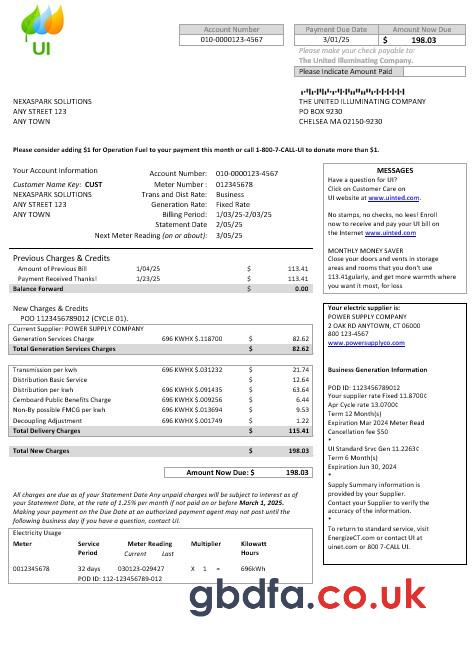 UI
Account Number
010-0000123-4567
Payment Due Date Amount Now Due
3/01/25 $ 198.03
Please make your check payable to:
The United Illuminating Company.
Please Indicate Amount Paid
NEXASPARK SOLUTIONS
ANY STREET 123
ANY TOWN
THE UNITED ILLUMINATING COMPANY
PO BOX 9230
CHELSEA MA 02150-9230
Please consider adding $1 for Operation Fuel to your payment this month or call 1-800-7-CALL-UI to donate more than $1.
Your Account Information
Customer Name Key: CUST
NEXASPARK SOLUTIONS
ANY STREET 123
ANY TOWN
Account Number: 010-0000123-4567
Meter Number : 012345678
Trans and Dist Rate: Business
Generation Rate: Fixed Rate
Billing Period: 1/03/25-2/03/25
Statement Date 2/05/25
Next Meter Reading (on or about): 3/05/25
Previous Charges & Credits
Amount of Previous Bill 1/04/25 $ 113.41
Payment Received Thanks! 1/23/25 $ 113.41
Balance Forward $ 0.00
New Charges & Credits
POD 1123456789012 (CYCLE 01).
Current Supplier: POWER SUPPLY COMPANY
Generation Services Charge 696 KWHX $.118700 $ 82.62
Total Generation Services Charges $ 82.62
Transmission per kwh 696 KWHX $.031232 $ 21.74
Distribution Basic Service $ 12.64
Distribution per kwh 696 KWHX $.091435 $ 63.64
Cemboard Public Benefits Charge 696 KWHX $.009256 $ 6.44
Non-By possible FMCG per kwh 696 KWHX $.013694 $ 9.53
Decoupling Adjustment 696 KWHX $.001749 $ 1.22
Total Delivery Charges $ 115.41
Total New Charges $ 198.03
Amount Now Due: $ 198.03
All charges are due as of your Statement Date Any unpaid charges will be subject to interest as of
your Statement Date, at the rate of 1.25% per month if not paid on or before March 1, 2025.
Making your payment on the Due Date at an authorized payment agent may not post until the
following business day if you have a question, contact UI.
Electricity Usage
Meter Service Period Meter Reading Multiplier Kilowatt Hours
Current Last
0012345678 32 days 030123-029427 X 1 = 696kWh
POD ID: 112-123456789-012
MESSAGES
Have a question for UI?
Click on Customer Care on
UI website at www.uinted.com.
No stamps, no checks, no lees! Enroll
now to receive and pay your UI bill on
the Internet www.uinted.com
MONTHLY MONEY SAVER
Close your doors and vents in storage
areas and rooms that you don't use
113.41gularly, and get more warmth where
you want it most, for loss
Your electric supplier is:
POWER SUPPLY COMPANY
2 OAK RD ANYTOWN, CT 06000
800 123-4567
www.powersupplyco.com
Business Generation Information
POD ID: 1123456789012
Your supplier rate Fixed 11.8700¢
Apr Cycle rate 13.0700¢
Term 12 Month(s)
Expiration Mar 2024 Meter Read
Cancellation fee $50
*
UI Standard Srvc Gen 11.2263¢
Term 6 Month(s)
Expiration Jun 30, 2024
*
Supply Summary information is
provided by your Supplier.
Contact your Supplier to verify the
accuracy of the information.
*
To return to standard service, visit
EnergizeCT.com or contact UI at
uinet.com or 800 7-CALL UI.
gbdfa.co.uk